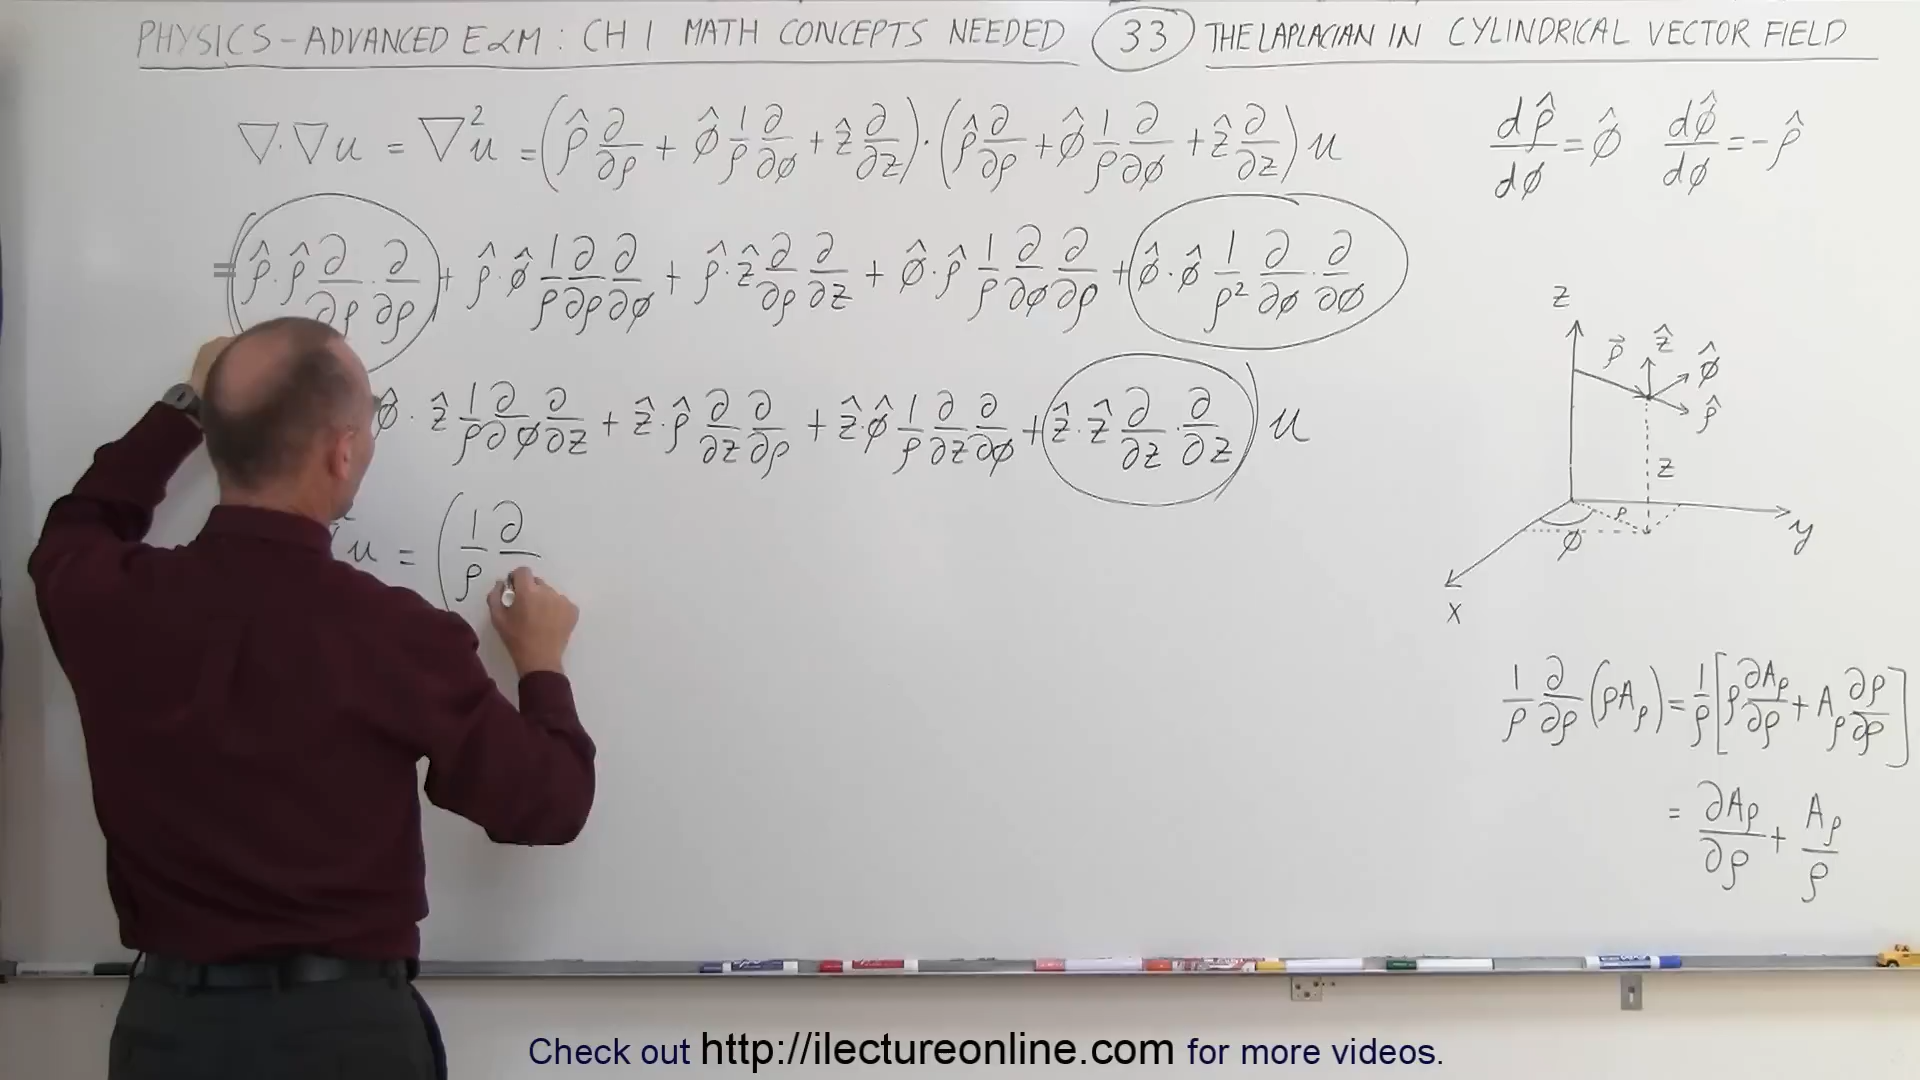 PHYSICS - ADVANCED E&M : CH 1 MATH CONCEPTS NEEDED 33 THE LAPLACIAN IN CYLINDRICAL VECTOR FIELD
∇·∇u = ∇²u = (ρ̂ ∂/∂ρ + φ̂ 1/ρ ∂/∂φ + ẑ ∂/∂z)·(ρ̂ ∂/∂ρ + φ̂ 1/ρ ∂/∂φ + ẑ ∂/∂z) u
= (ρ̂·ρ̂ ∂/∂ρ · ∂/∂ρ + ρ̂·φ̂ 1/ρ ∂/∂ρ ∂/∂φ + ρ̂·ẑ ∂/∂ρ ∂/∂z + φ̂·ρ̂ 1/ρ ∂/∂φ ∂/∂ρ + φ̂·φ̂ 1/ρ² ∂/∂φ · ∂/∂φ
φ̂·ẑ 1/ρ ∂/∂φ ∂/∂z + ẑ·ρ̂ ∂/∂z ∂/∂ρ + ẑ·φ̂ 1/ρ ∂/∂z ∂/∂φ + ẑ·ẑ ∂/∂z · ∂/∂z) u
u = (1/ρ ∂
dρ̂/dφ = φ̂ dφ̂/dφ = -ρ̂
z
ρ⃗ ẑ φ̂
ρ̂
z
ρ
φ y
x
1/ρ ∂/∂ρ (ρA_ρ) = 1/ρ [ρ ∂A_ρ/∂ρ + A_ρ ∂ρ/∂ρ]
= ∂A_ρ/∂ρ + A_ρ/ρ
Check out http://ilectureonline.com for more videos.